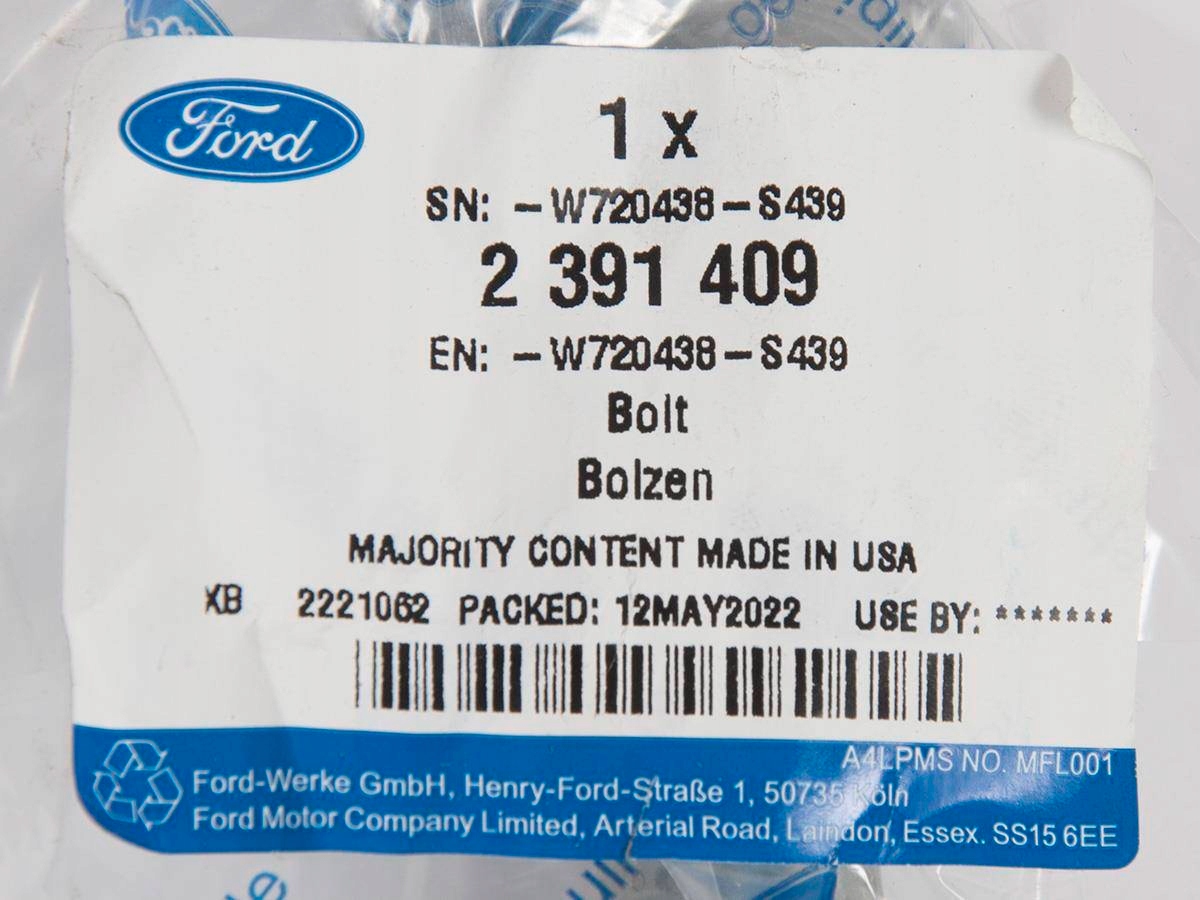 Ford
1 x
SN: -W720438-S439
2 391 409
EN: -W720438-S439
Bolt
Bolzen
MAJORITY CONTENT MADE IN USA
XB 2221062 PACKED: 12MAY2022 USE BY: *******
A4LPMS NO. MFL001
Ford-Werke GmbH, Henry-Ford-Straße 1, 50735 Köln
Ford Motor Company Limited, Arterial Road, Laindon, Essex. SS15 6EE